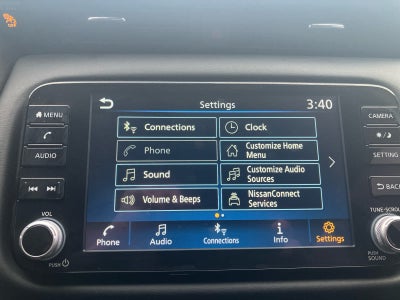 Settings
3:40
MENU
CAMERA
Connections
Clock
Phone
Customize Home
Menu
AUDIO
SETTING
Sound
Customize Audio
Sources
BACK
Volume & Beeps
NissanConnect
Services
VOL
TUNE-SCROLL
Phone
Audio
Connections
Info
Settings
PUSH
PUSH
SOUND